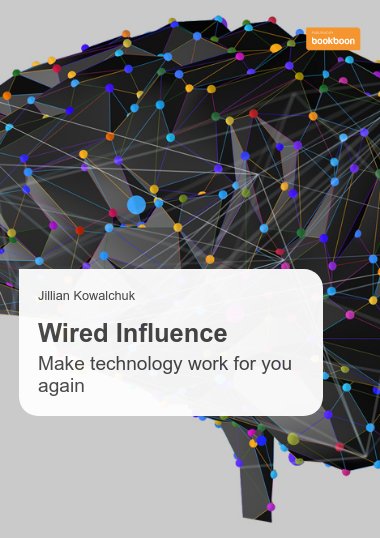 bookboon
Jillian Kowalchuk
Wired Influence
Make technology work for you
again